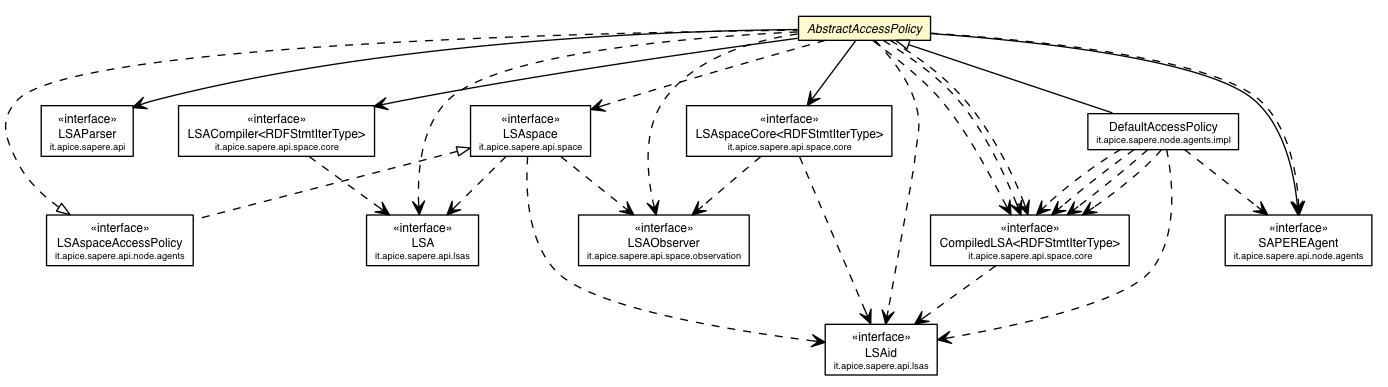 AbstractAccessPolicy
«interface»
LSAParser
it.apice.sapere.api
«interface»
LSACompiler<RDFStmtIterType>
it.apice.sapere.api.space.core
«interface»
LSAspace
it.apice.sapere.api.space
«interface»
LSAspaceCore<RDFStmtIterType>
it.apice.sapere.api.space.core
DefaultAccessPolicy
it.apice.sapere.node.agents.impl
«interface»
LSAspaceAccessPolicy
it.apice.sapere.api.node.agents
«interface»
LSA
it.apice.sapere.api.lsas
«interface»
LSAObserver
it.apice.sapere.api.space.observation
«interface»
CompiledLSA<RDFStmtIterType>
it.apice.sapere.api.space.core
«interface»
SAPEREAgent
it.apice.sapere.api.node.agents
«interface»
LSAid
it.apice.sapere.api.lsas